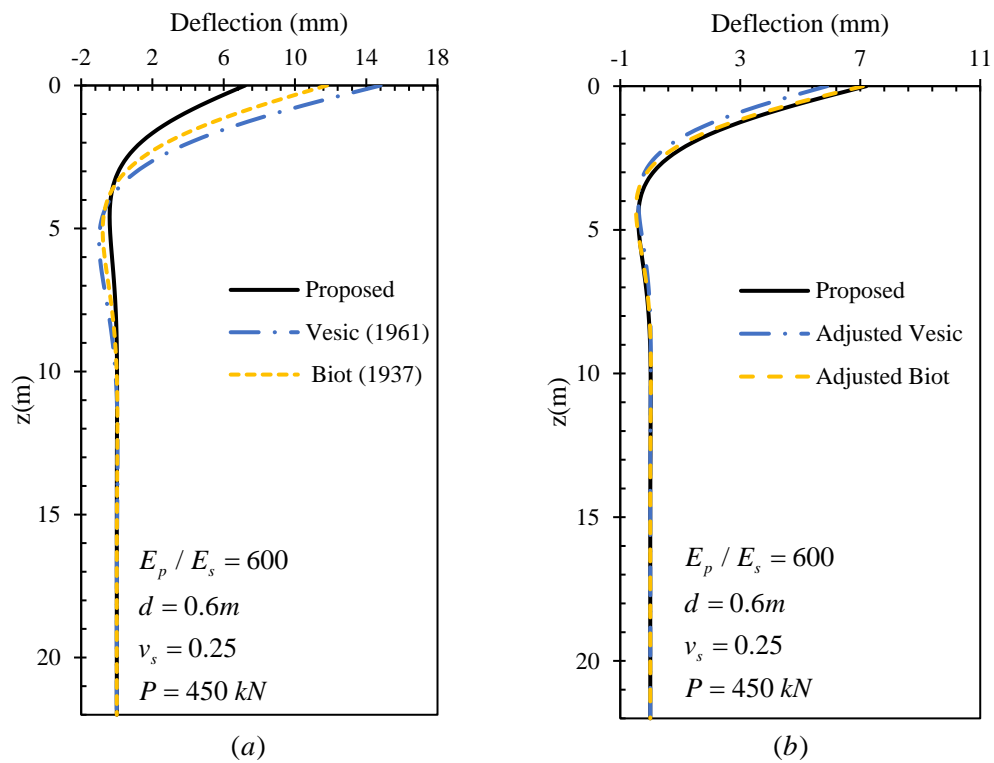 Deflection (mm)
-2 2 6 10 14 18
0
5
10
15
20
z(m)
Proposed
Vesic (1961)
Biot (1937)
E_p / E_s = 600
d = 0.6m
v_s = 0.25
P = 450 kN
(a)
Deflection (mm)
-1 3 7 11
0
5
10
15
20
z(m)
Proposed
Adjusted Vesic
Adjusted Biot
E_p / E_s = 600
d = 0.6m
v_s = 0.25
P = 450 kN
(b)